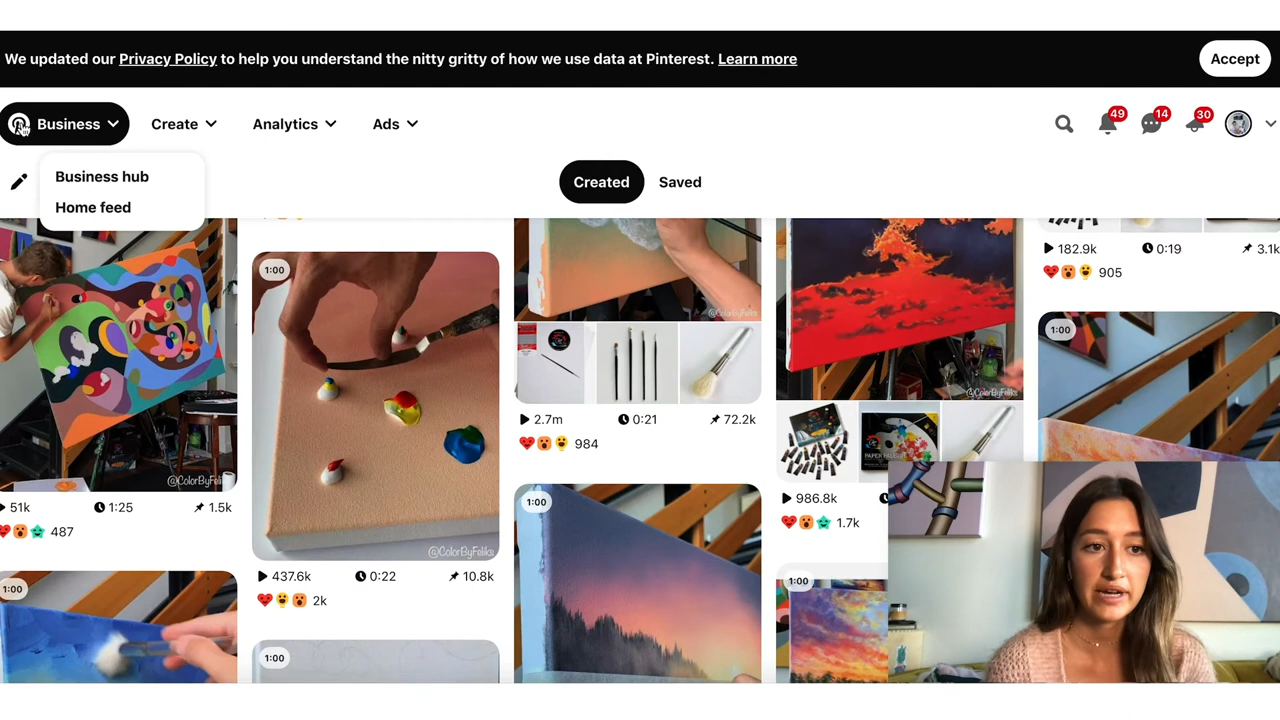 We updated our Privacy Policy to help you understand the nitty gritty of how we use data at Pinterest. Learn more
Accept
Business
Create
Analytics
Ads
49
14
30
Business hub
Home feed
Created
Saved
@ColorByFeliks
51k
1:25
1.5k
487
1:00
1:00
@ColorByFeliks
437.6k
0:22
10.8k
2k
1:00
@ColorByFeliks
2.7m
0:21
72.2k
984
1:00
@ColorByFeliks
986.8k
1.7k
1:00
182.9k
0:19
3.1k
905
1:00